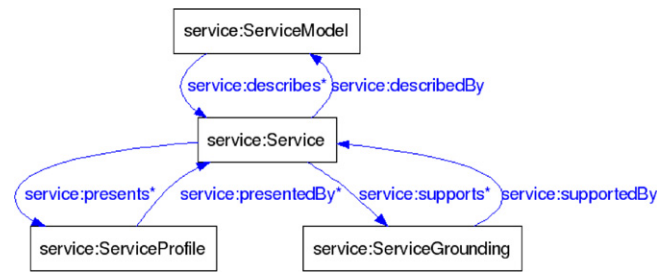 service:ServiceModel
service:describes* service:describedBy
service:Service
service:presents* service:presentedBy* service:supports* service:supportedBy
service:ServiceProfile service:ServiceGrounding